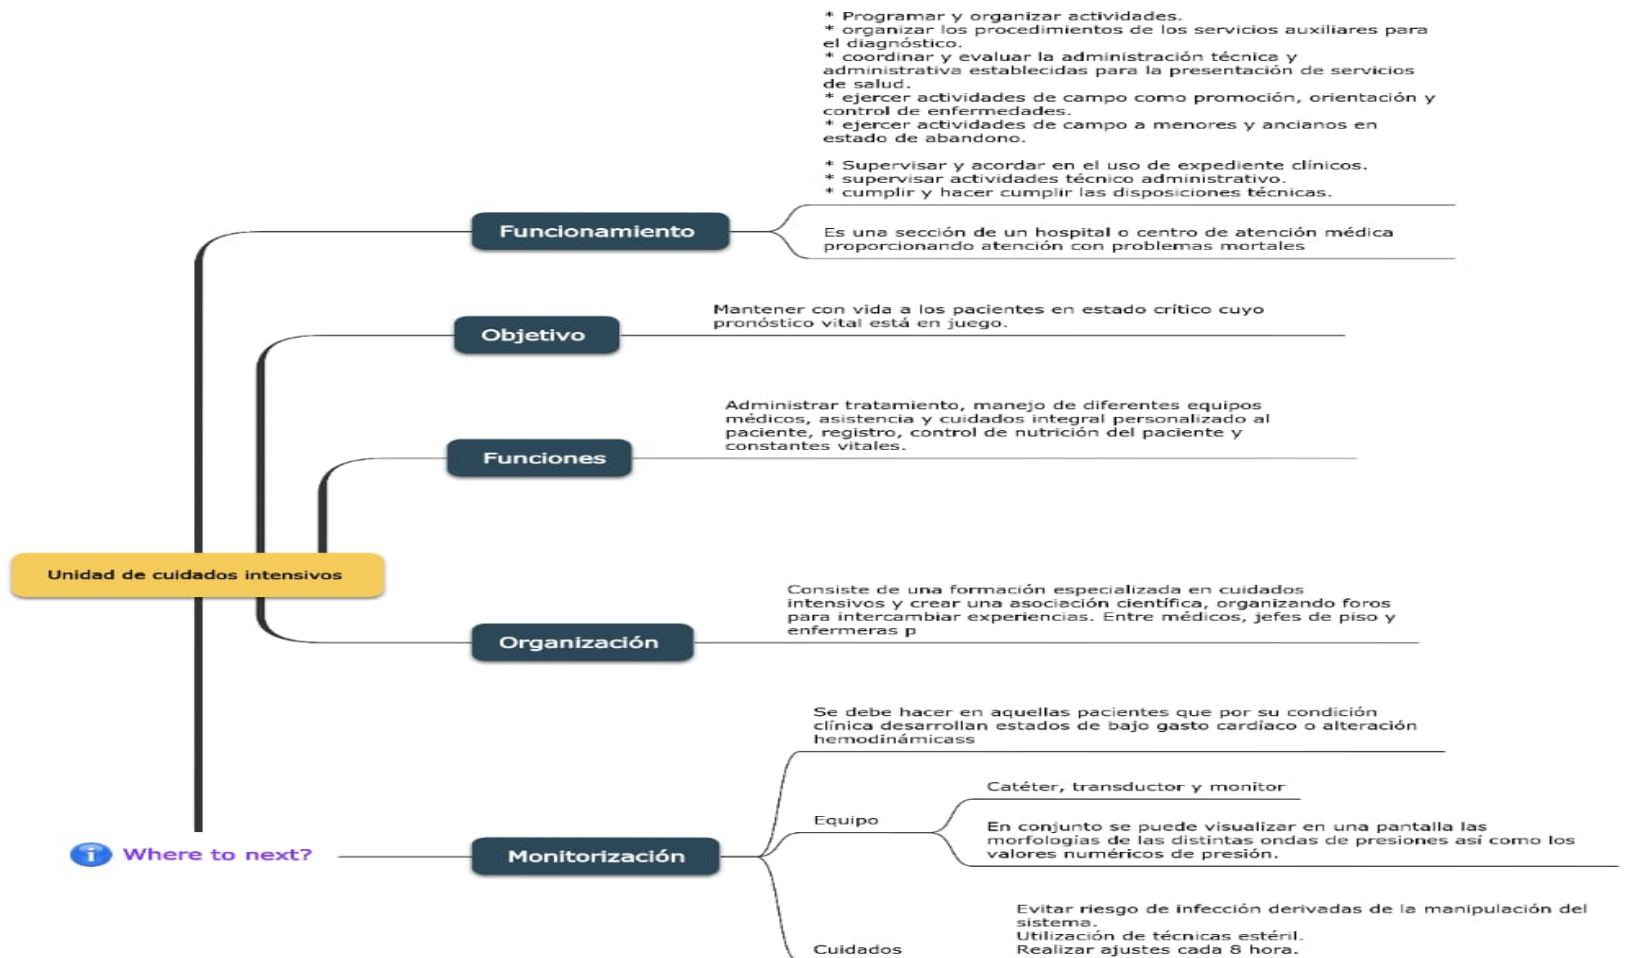 * Programar y organizar actividades.
* organizar los procedimientos de los servicios auxiliares para
el diagnóstico.
* coordinar y evaluar la administración técnica y
administrativa establecidas para la presentación de servicios
de salud.
* ejercer actividades de campo como promoción, orientación y
control de enfermedades.
* ejercer actividades de campo a menores y ancianos en
estado de abandono.
* Supervisar y acordar en el uso de expediente clínicos.
* supervisar actividades técnico administrativo.
* cumplir y hacer cumplir las disposiciones técnicas.
Funcionamiento
Es una sección de un hospital o centro de atención médica
proporcionando atención con problemas mortales
Objetivo
Mantener con vida a los pacientes en estado crítico cuyo
pronóstico vital está en juego.
Funciones
Administrar tratamiento, manejo de diferentes equipos
médicos, asistencia y cuidados integral personalizado al
paciente, registro, control de nutrición del paciente y
constantes vitales.
Unidad de cuidados intensivos
Organización
Consiste de una formación especializada en cuidados
intensivos y crear una asociación científica, organizando foros
para intercambiar experiencias. Entre médicos, jefes de piso y
enfermeras p
Where to next?
Monitorización
Se debe hacer en aquellas pacientes que por su condición
clínica desarrollan estados de bajo gasto cardíaco o alteración
hemodinámicass
Equipo
Catéter, transductor y monitor
En conjunto se puede visualizar en una pantalla las
morfologías de las distintas ondas de presiones así como los
valores numéricos de presión.
Cuidados
Evitar riesgo de infección derivadas de la manipulación del
sistema.
Utilización de técnicas estéril.
Realizar ajustes cada 8 hora.